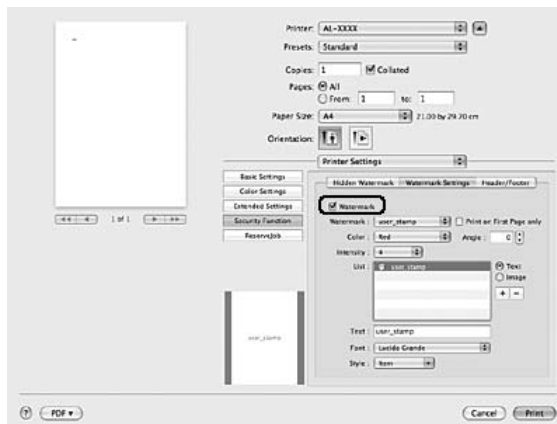 Printer: AL-XXXX
Presets: Standard
Copies: 1 Collated
Pages: All
From: 1 to: 1
Paper Size: A4 21.00 by 29.70 cm
Orientation:
Printer Settings
Basic Settings
Color Settings
Extended Settings
Security Function
ReserveJob
Hidden Watermark Watermark Settings Header/Footer
Watermark
Watermark : user_stamp Print on First Page only
Color : Red Angle : 0
Intensity : 4
List : user_stamp Text
Image
+ -
Text : user_stamp
Font : Lucida Grande
Style :
1 of 1
user_stamp
? PDF Cancel Print